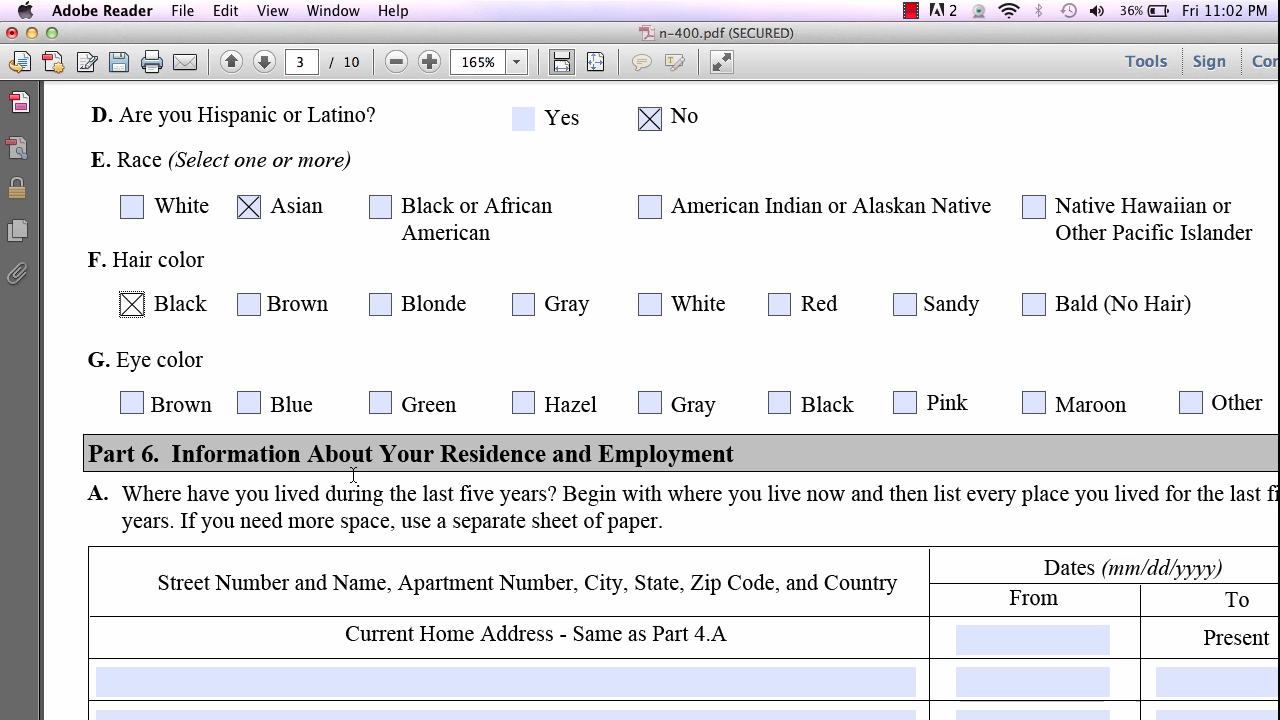 Adobe Reader File Edit View Window Help 2 36% Fri 11:02 PM
n-400.pdf (SECURED)
3 / 10 165% Tools Sign Co
D. Are you Hispanic or Latino? Yes No
E. Race (Select one or more)
White Asian Black or African American American Indian or Alaskan Native Native Hawaiian or Other Pacific Islander
F. Hair color
Black Brown Blonde Gray White Red Sandy Bald (No Hair)
G. Eye color
Brown Blue Green Hazel Gray Black Pink Maroon Other
Part 6. Information About Your Residence and Employment
A. Where have you lived during the last five years? Begin with where you live now and then list every place you lived for the last fi
years. If you need more space, use a separate sheet of paper.
Street Number and Name, Apartment Number, City, State, Zip Code, and Country
Dates (mm/dd/yyyy)
From To
Current Home Address - Same as Part 4.A Present